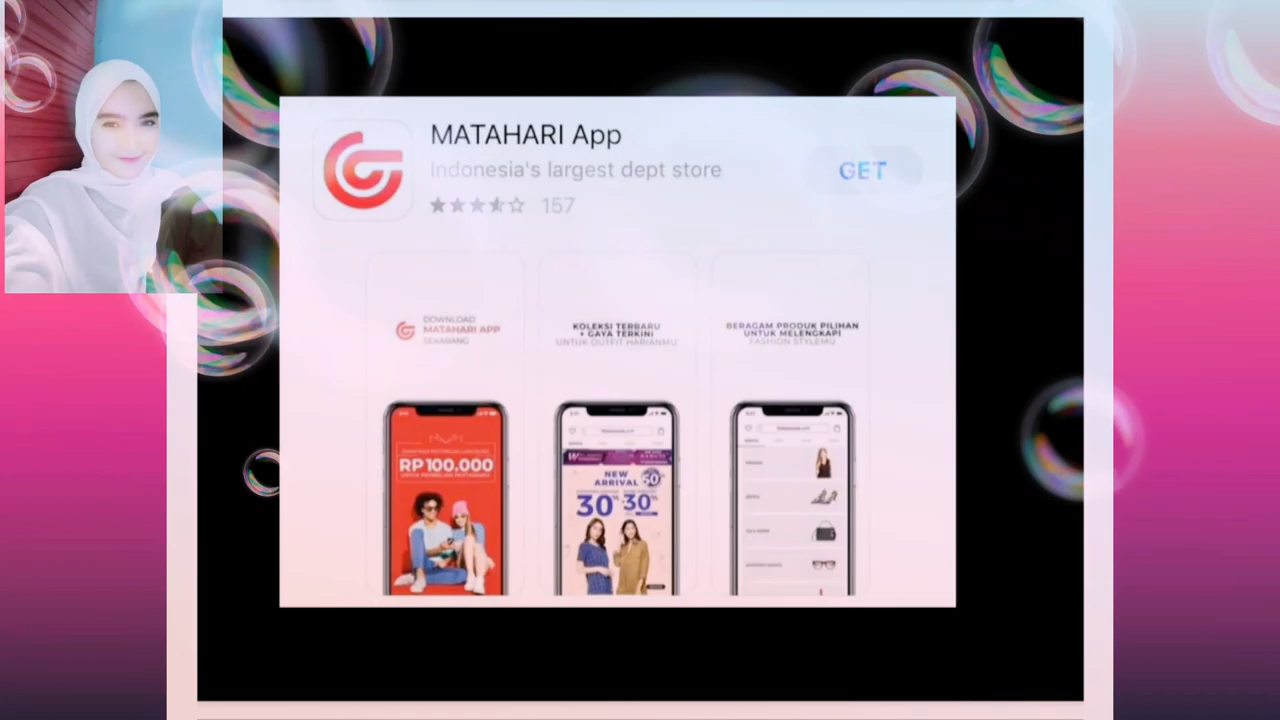 MATAHARI App
Indonesia's largest dept store
GET
157
DOWNLOAD
MATAHARI APP
SEKARANG
KOLEKSI TERBARU
+ GAYA TERKINI
UNTUK OUTFIT HARIANMU
BERAGAM PRODUK PILIHAN
UNTUK MELENGKAPI
FASHION STYLEMU
RP100.000
NEW
ARRIVAL
50%
30%
30%